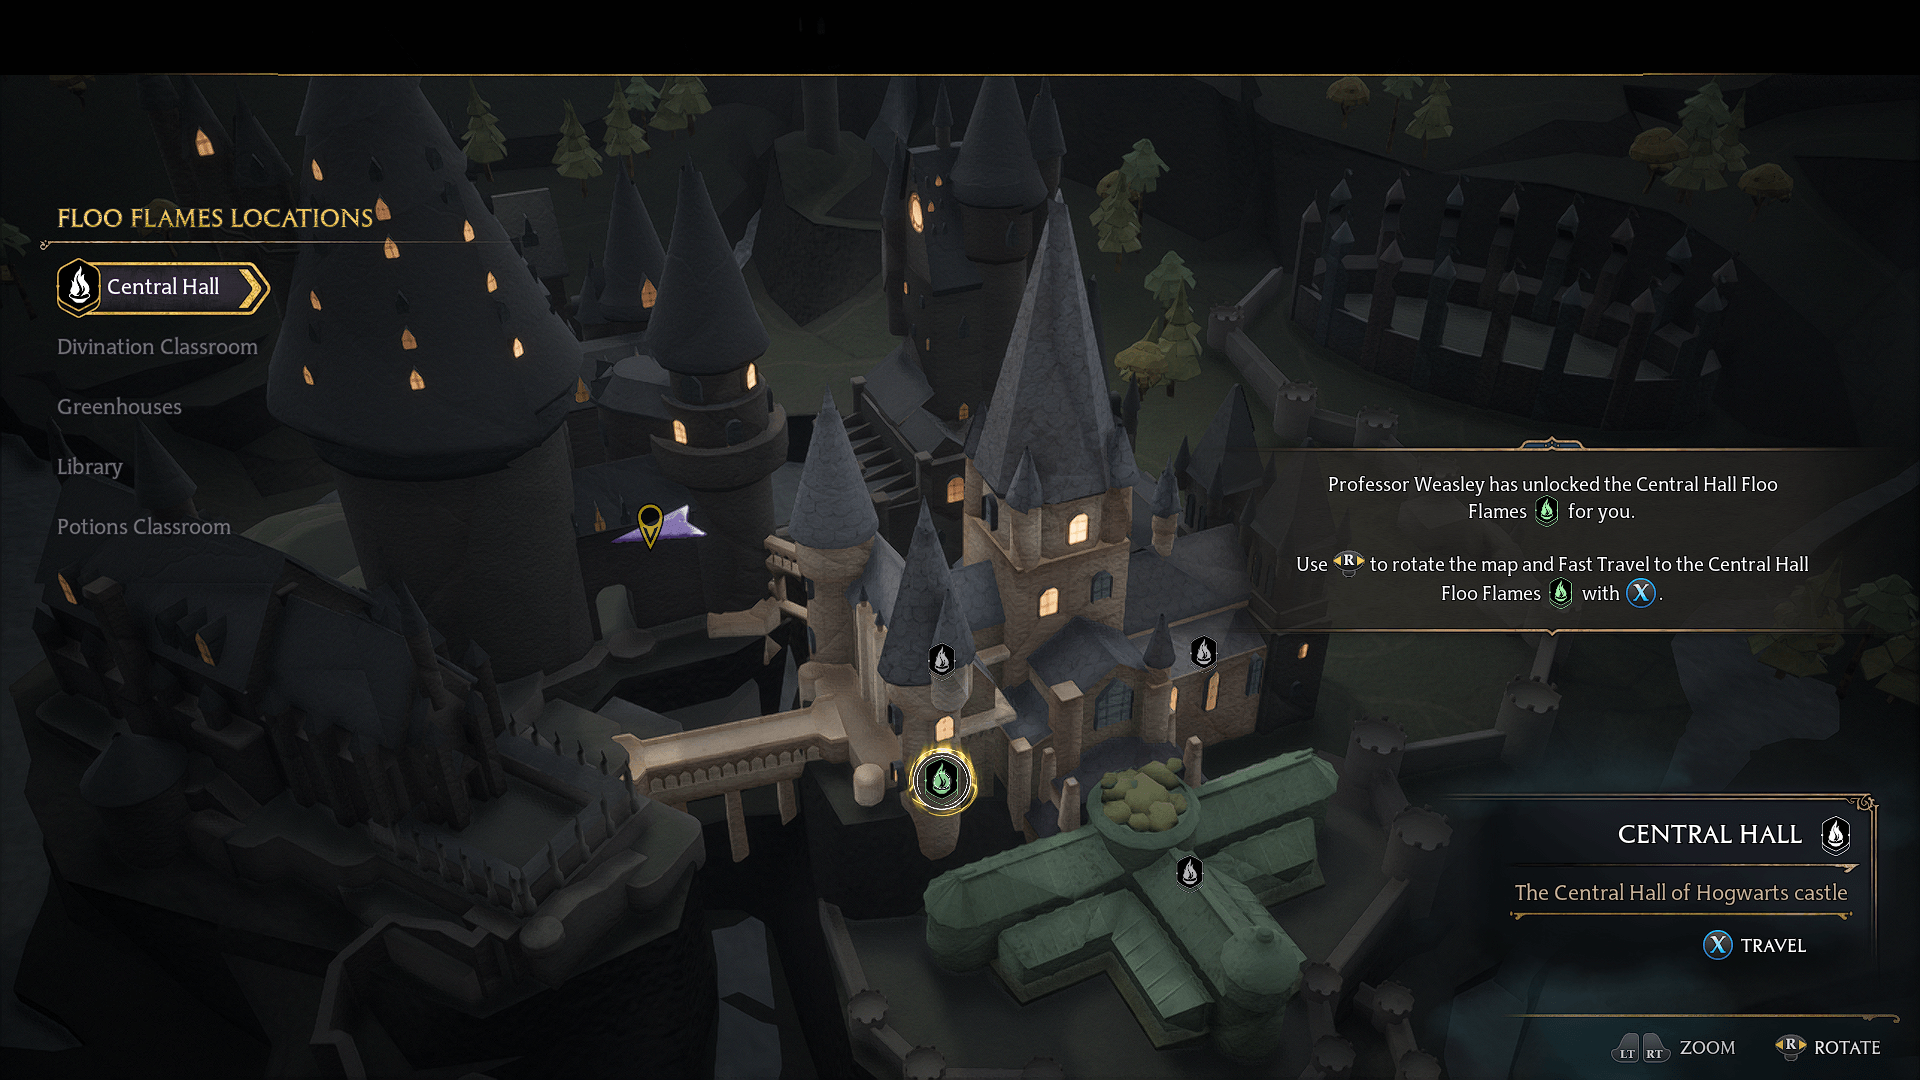 FLOO FLAMES LOCATIONS
Central Hall
Divination Classroom
Greenhouses
Library
Potions Classroom
Professor Weasley has unlocked the Central Hall Floo
Flames for you.
Use R to rotate the map and Fast Travel to the Central Hall
Floo Flames with X.
CENTRAL HALL
The Central Hall of Hogwarts castle
X TRAVEL
LT RT ZOOM R ROTATE